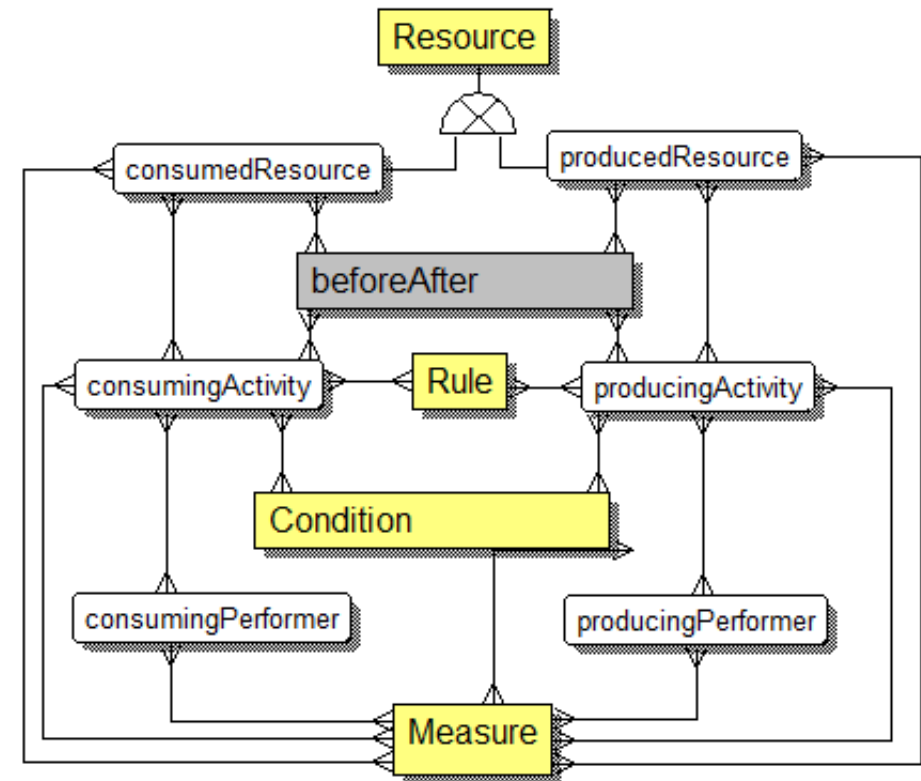 Resource
consumedResource
producedResource
beforeAfter
consumingActivity
Rule
producingActivity
Condition
consumingPerformer
producingPerformer
Measure